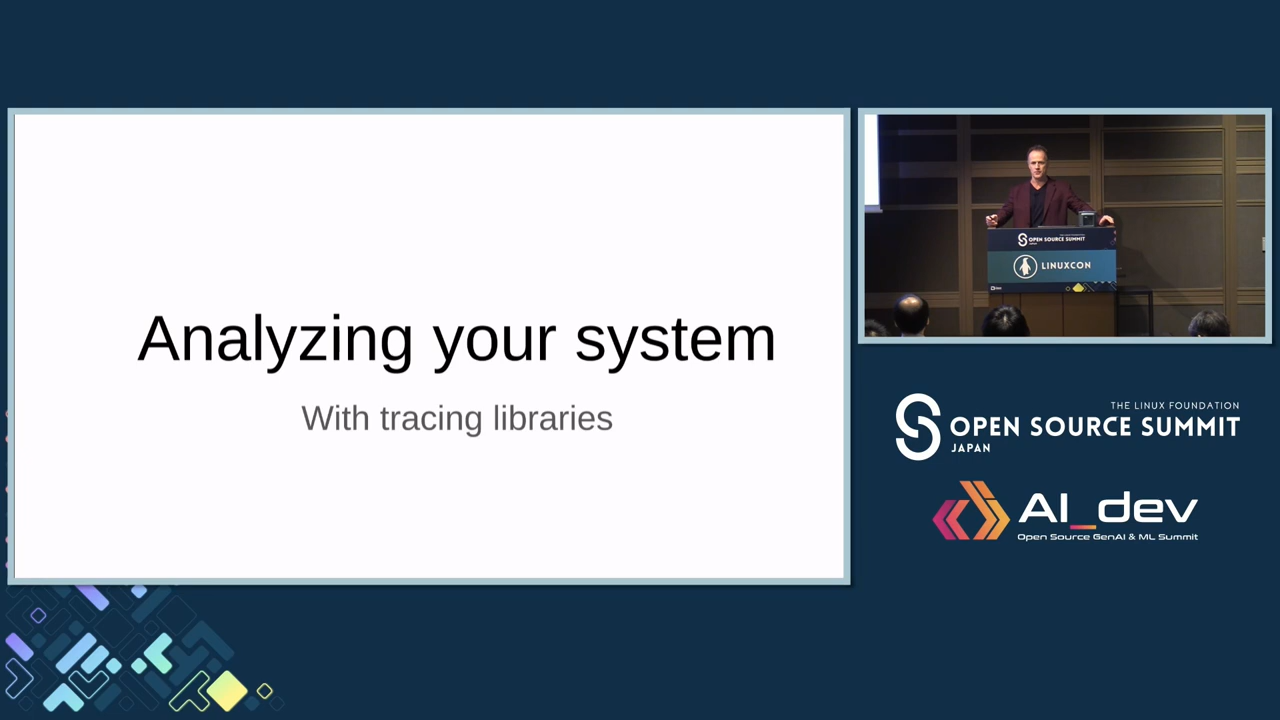 Analyzing your system
With tracing libraries
OPEN SOURCE SUMMIT
LINUXCON
THE LINUX FOUNDATION
OPEN SOURCE SUMMIT
JAPAN
AI_dev
Open Source GenAI & ML Summit